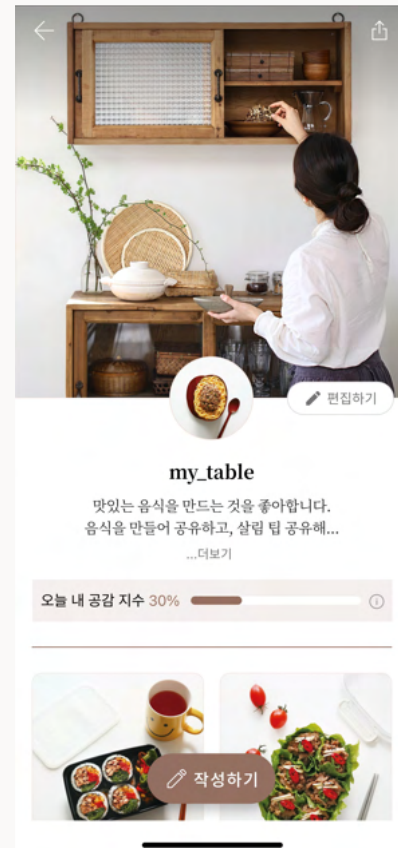 편집하기
my_table
맛있는 음식을 만드는 것을 좋아합니다.
음식을 만들어 공유하고, 살림 팁 공유해...
...더보기
오늘 내 공감 지수 30%
작성하기